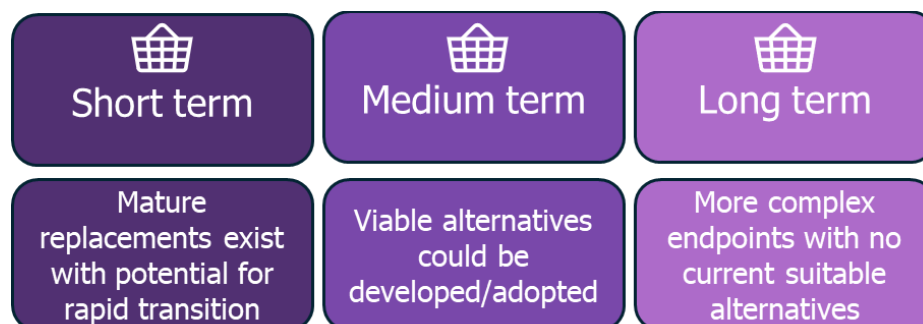 Short term
Medium term
Long term
Mature
replacements exist
with potential for
rapid transition
Viable alternatives
could be
developed/adopted
More complex
endpoints with no
current suitable
alternatives